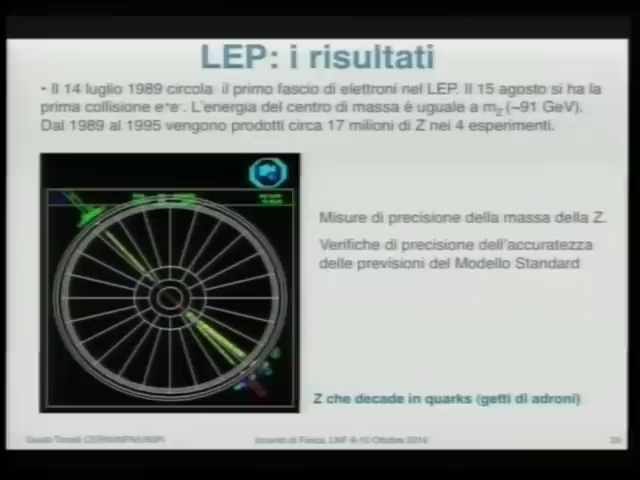 LEP: i risultati
• Il 14 luglio 1989 circola il primo fascio di elettroni nel LEP. Il 15 agosto si ha la
prima collisione e⁺e⁻. L'energia del centro di massa è uguale a mZ (~91 GeV).
Dal 1989 al 1995 vengono prodotti circa 17 milioni di Z nei 4 esperimenti.
Misure di precisione della massa della Z.
Verifiche di precisione dell'accuratezza
delle previsioni del Modello Standard
Z che decade in quarks (getti di adroni)
Incontri di Fisica, LNF 8-10 Ottobre 2014